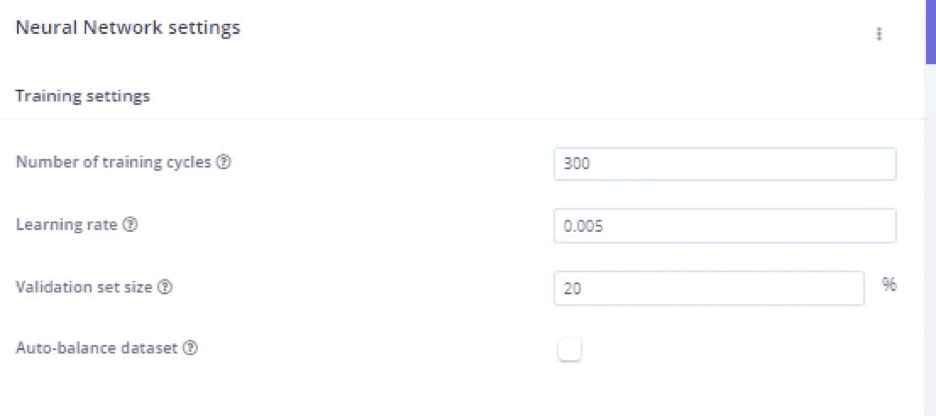 Neural Network settings
Training settings
Number of training cycles ?
300
Learning rate ?
0.005
Validation set size ?
20 %
Auto-balance dataset ?